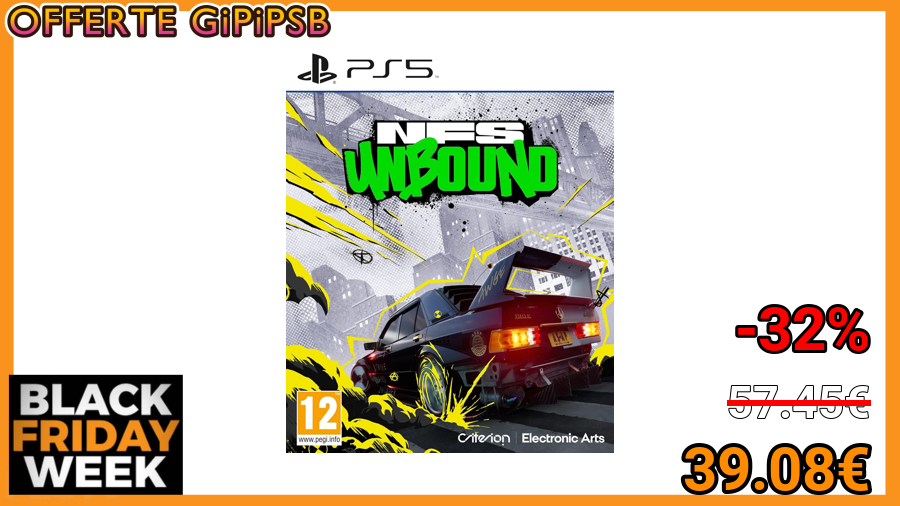 OFFERTE GiPiPSB
PS5
NFS
UNBOUND
12
www.pegi.info
Criterion
Electronic Arts
BLACK
FRIDAY
WEEK
-32%
57.45€
39.08€